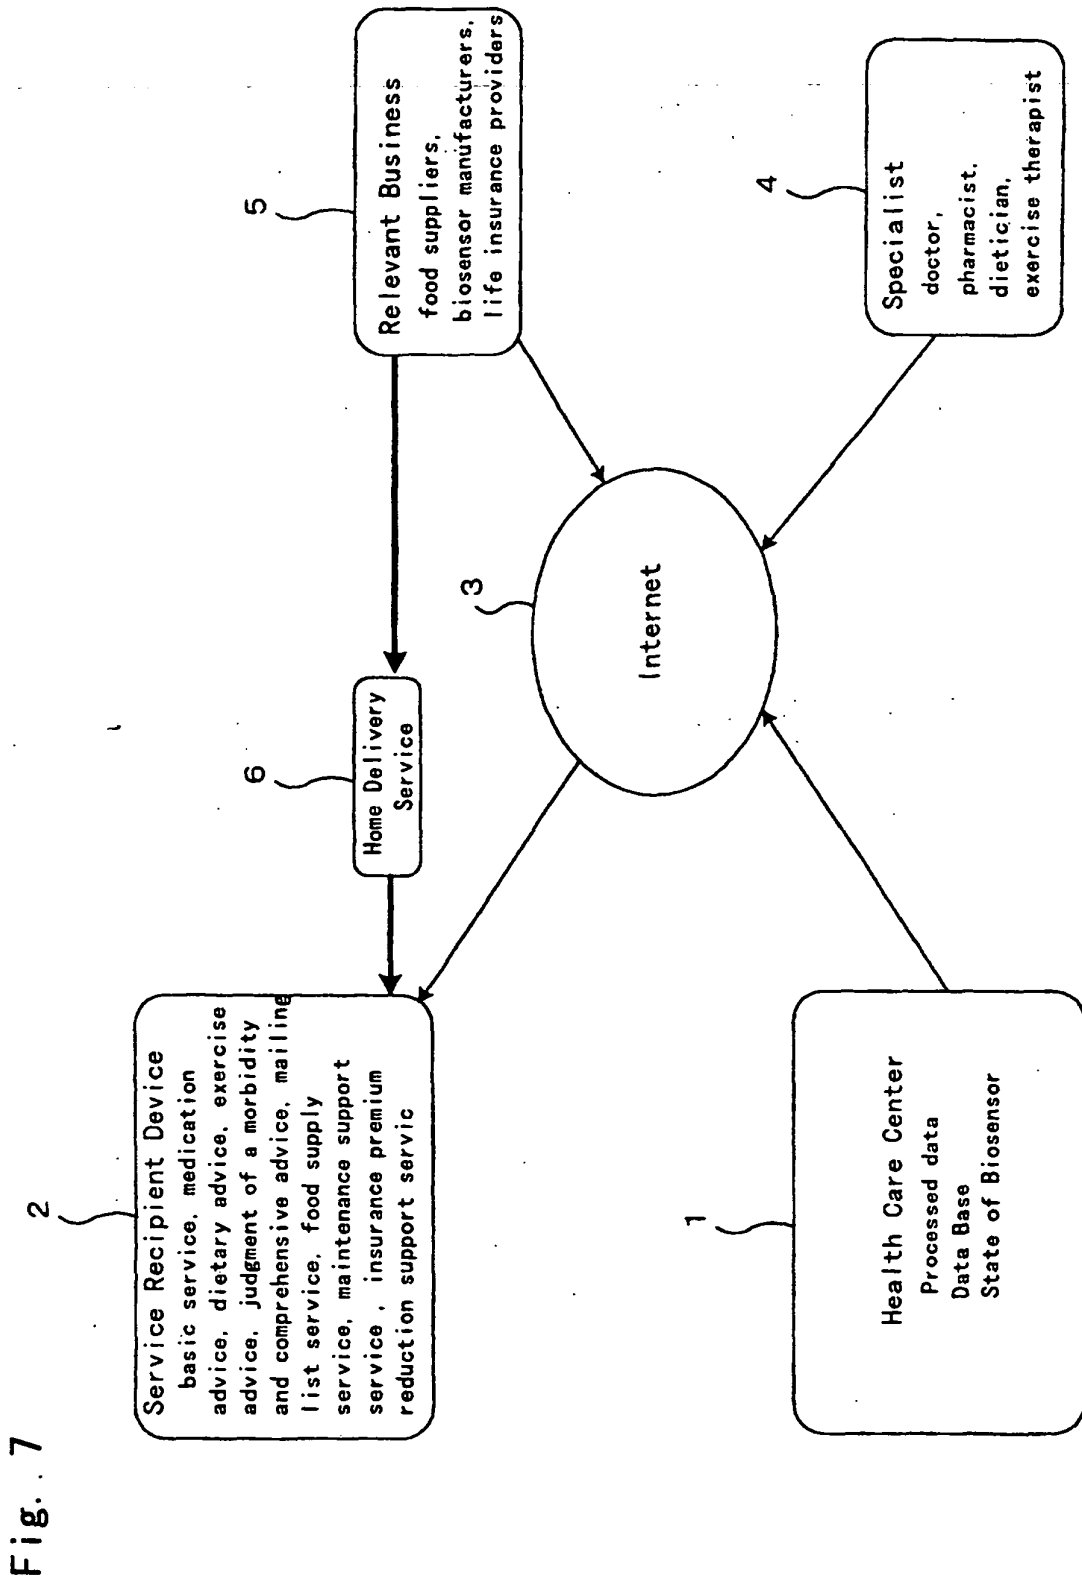 Fig. 7
2
Service Recipient Device
basic service, medication
advice, dietary advice, exercise
advice, judgment of a morbidity
and comprehensive advice, mailing
list service, food supply
service, maintenance support
service , insurance premium
reduction support servic
6
Home Delivery
Service
5
Relevant Business
food suppliers,
biosensor manufacturers,
life insurance providers
3
Internet
1
Health Care Center
Processed data
Data Base
State of Biosensor
4
Specialist
doctor,
pharmacist,
dietician,
exercise therapist